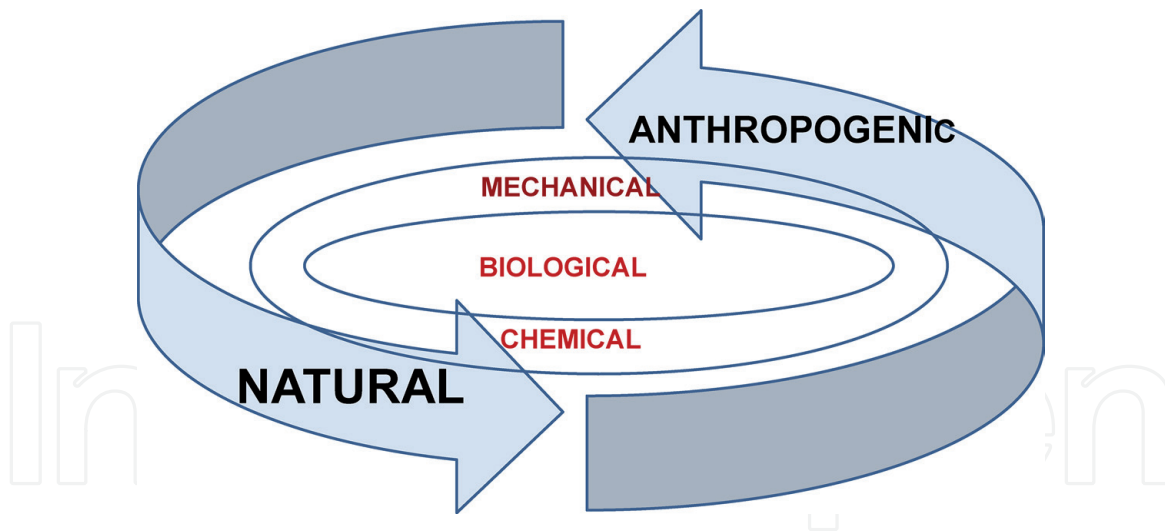 ANTHROPOGENIC
MECHANICAL
BIOLOGICAL
CHEMICAL
NATURAL